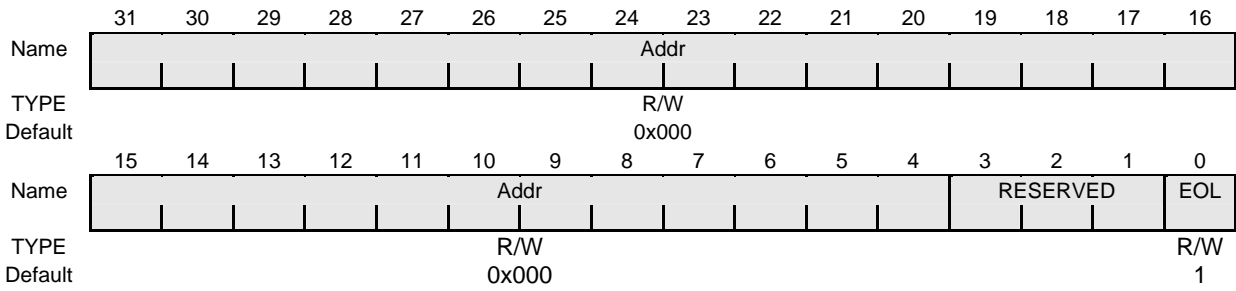 31 30 29 28 27 26 25 24 23 22 21 20 19 18 17 16
Name Addr
TYPE R/W
Default 0x000
15 14 13 12 11 10 9 8 7 6 5 4 3 2 1 0
Name Addr RESERVED EOL
TYPE R/W R/W
Default 0x000 1